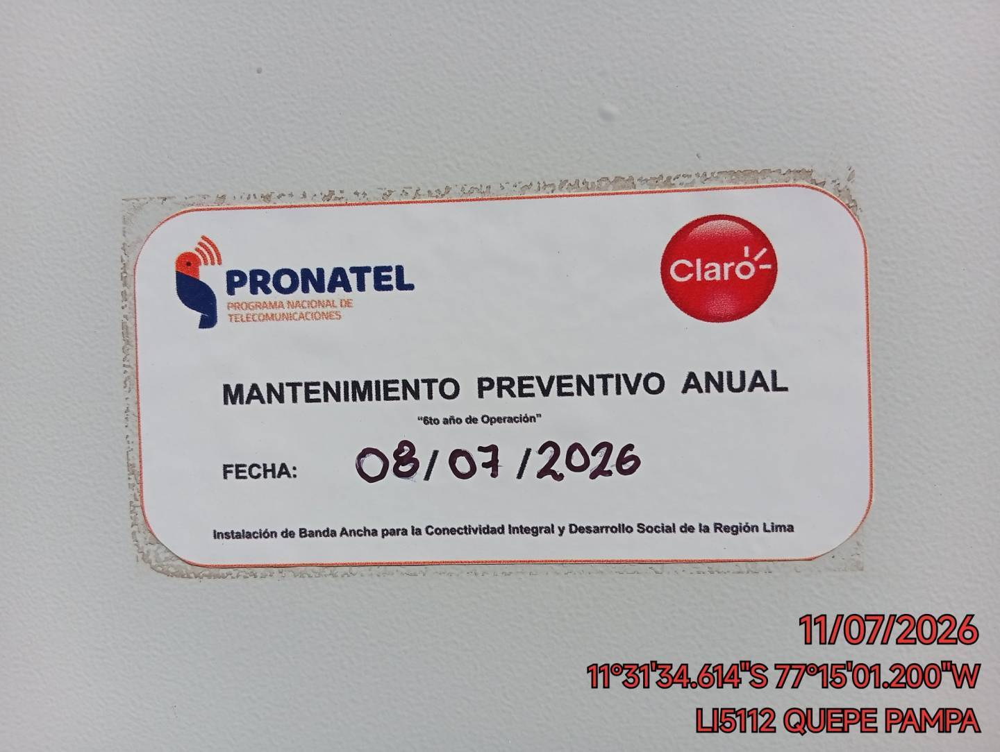 PRONATEL
PROGRAMA NACIONAL DE
TELECOMUNICACIONES
Claro
MANTENIMIENTO PREVENTIVO ANUAL
“6to año de Operación”
FECHA: 08/07/2026
Instalación de Banda Ancha para la Conectividad Integral y Desarrollo Social de la Región Lima
11/07/2026
11°31'34.614"S 77°15'01.200"W
LI5112 QUEPE PAMPA